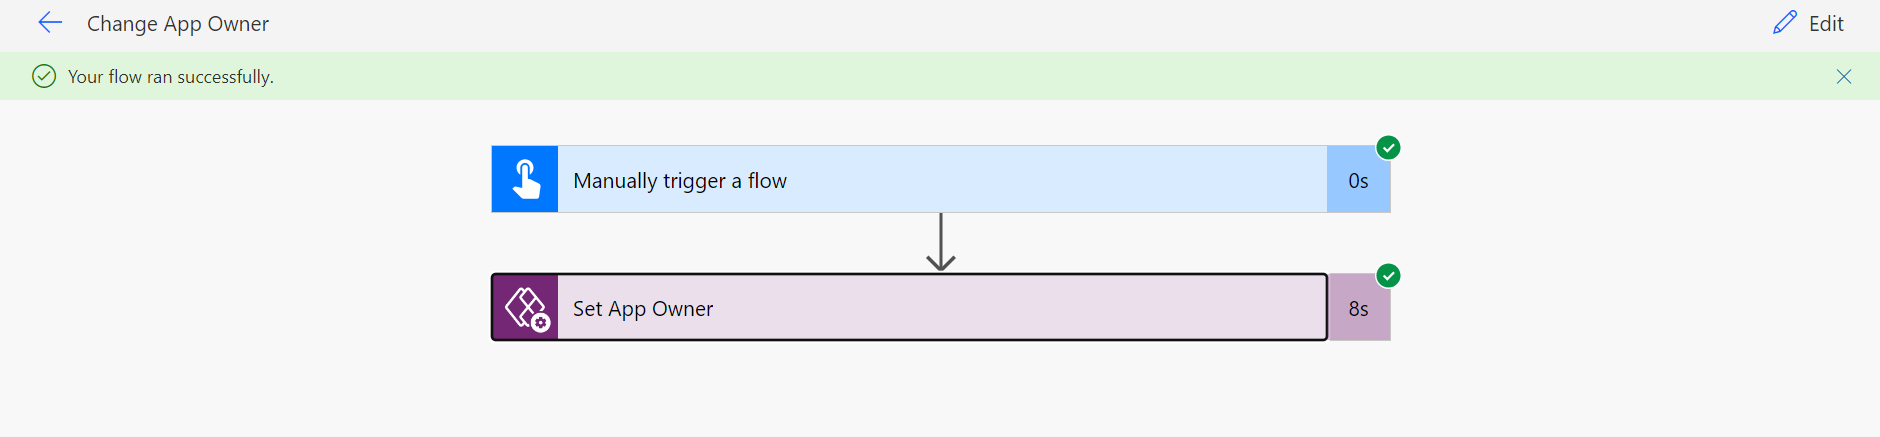 Change App Owner
Edit
Your flow ran successfully.
Manually trigger a flow
0s
Set App Owner
8s